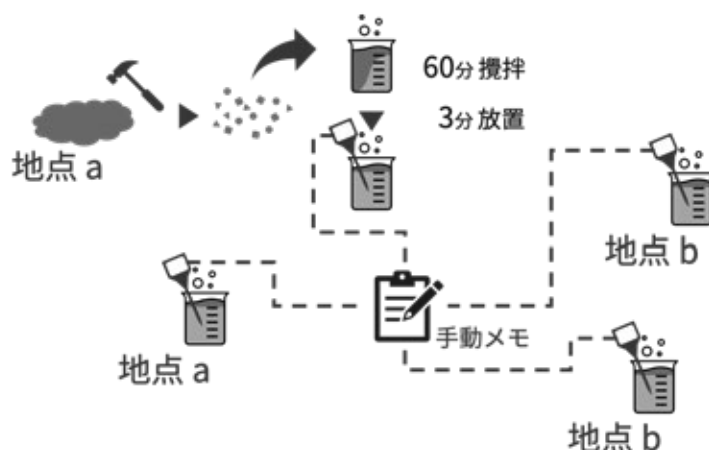 60分 攪拌
3分 放置
地点 a
地点 b
手動メモ
地点 a
地点 b